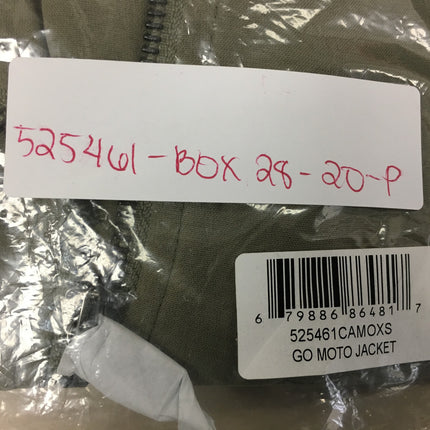 525461-BOX 28-20-P
6 79886 86481 7
525461CAMOXS
GO MOTO JACKET